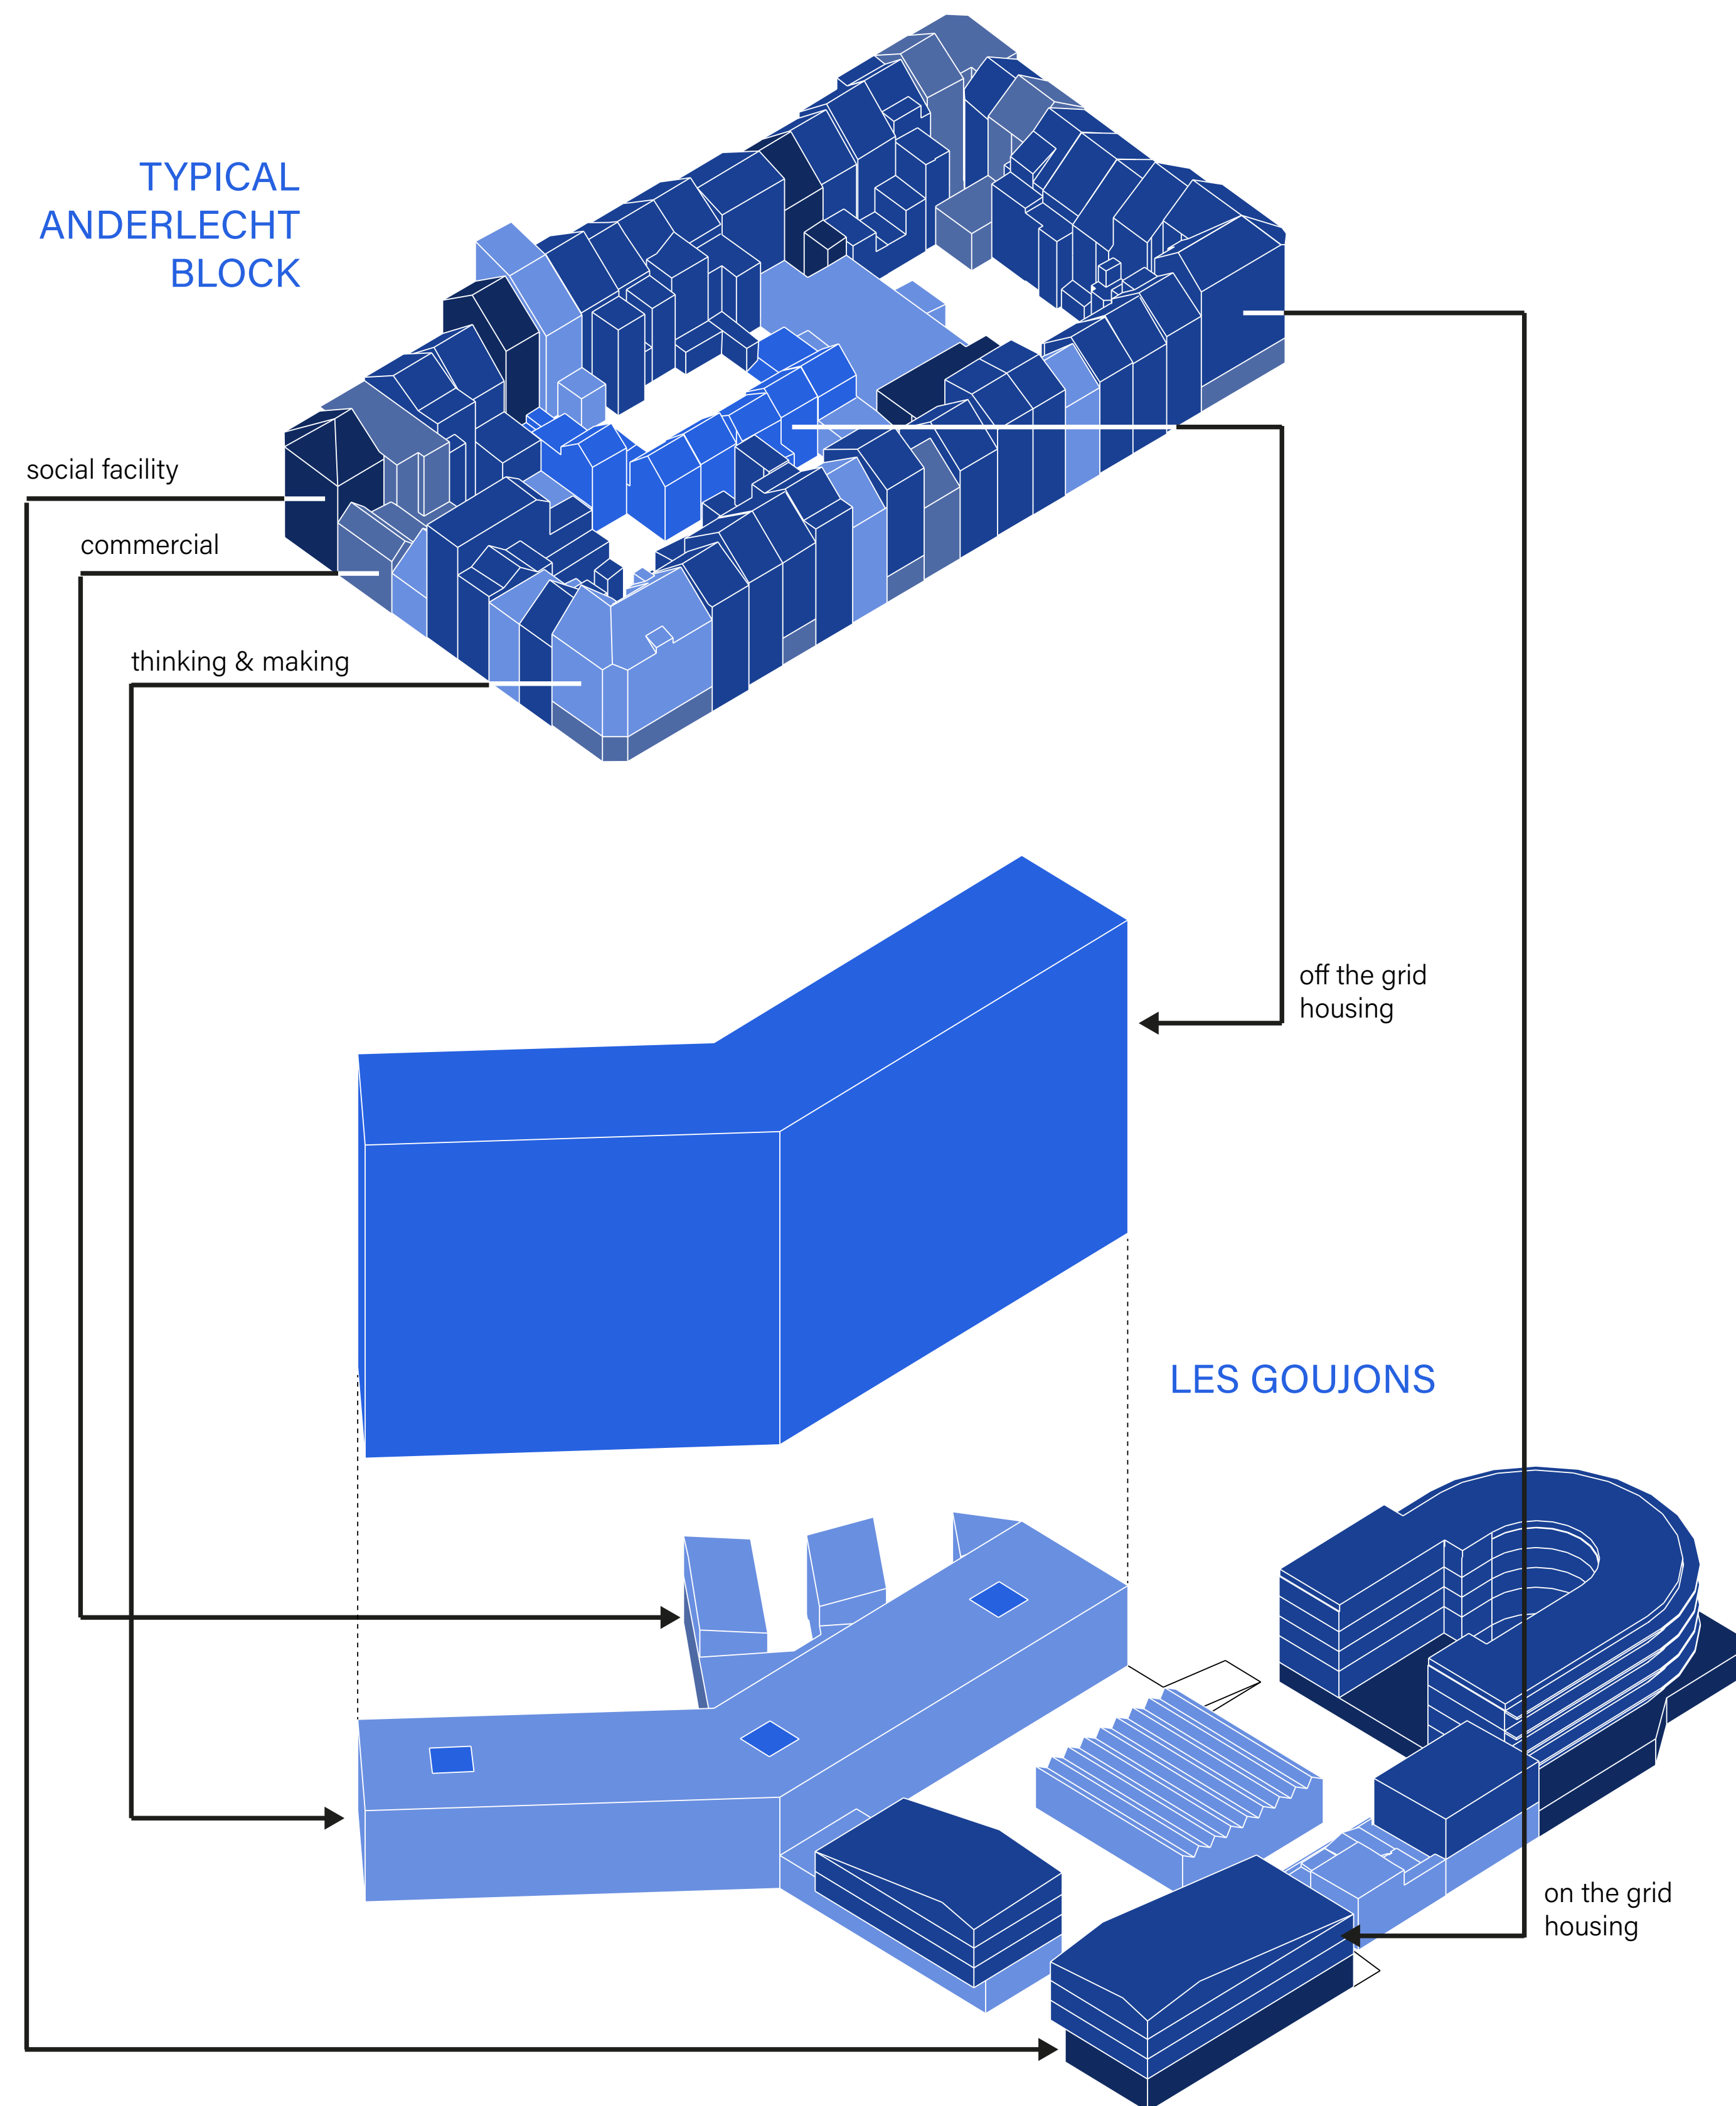 TYPICAL
ANDERLECHT
BLOCK
social facility
commercial
thinking & making
off the grid
housing
LES GOUJONS
on the grid
housing